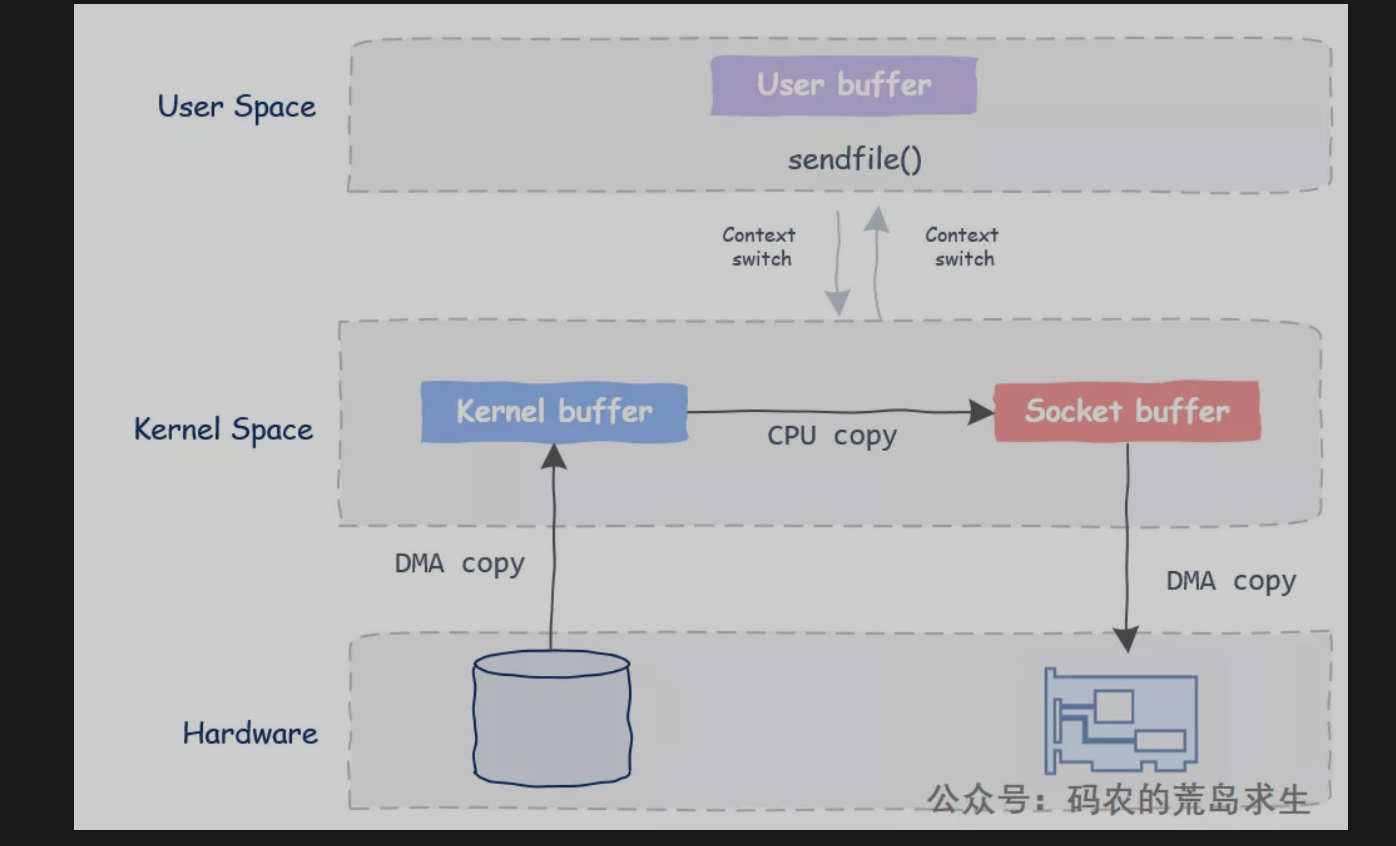 User buffer
User Space
sendfile()
Context
switch
Context
switch
Kernel buffer
Socket buffer
Kernel Space
CPU copy
DMA copy
DMA copy
Hardware
公众号：码农的荒岛求生